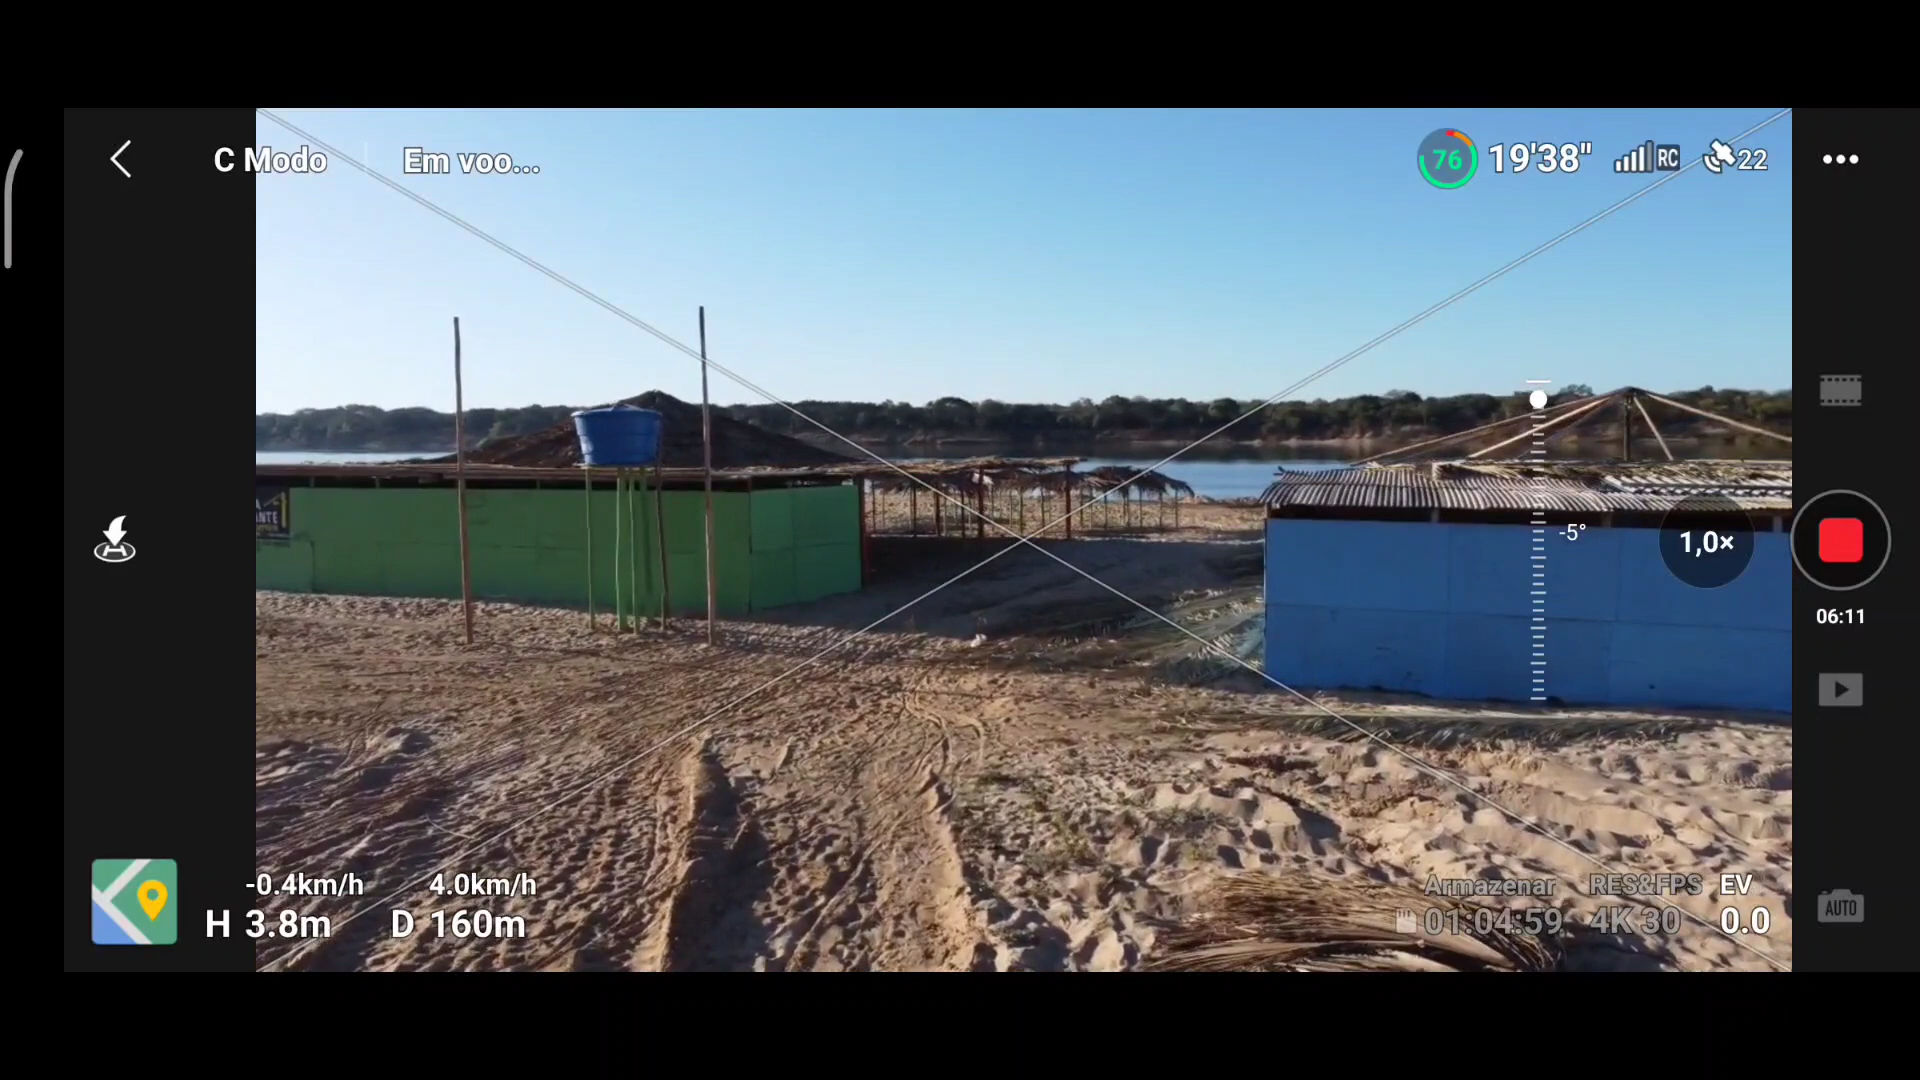 C Modo
Em voo...
76
19'38"
RC
22
-5°
1,0×
06:11
-0.4km/h
4.0km/h
H 3.8m
D 160m
Armazenar
01:04:59
RES&FPS
4K 30
EV
0.0
AUTO